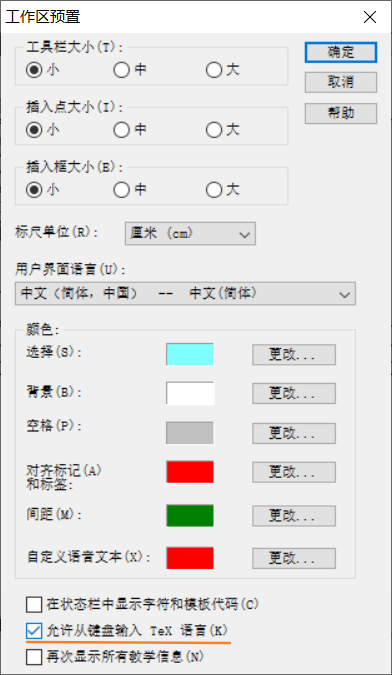 工作区预置
工具栏大小(T):
小 中 大
确定
取消
插入点大小(I):
帮助
小 中 大
插入框大小(E):
小 中 大
标尺单位(R): 厘米 (cm)
用户界面语言(U):
中文（简体，中国） -- 中文(简体)
颜色:
选择(S): 更改...
背景(B): 更改...
空格(P): 更改...
对齐标记(A)
和标签: 更改...
间距(M): 更改...
自定义语音文本(X): 更改...
在状态栏中显示字符和模板代码(C)
允许从键盘输入 TeX 语言(K)
再次显示所有教学信息(N)